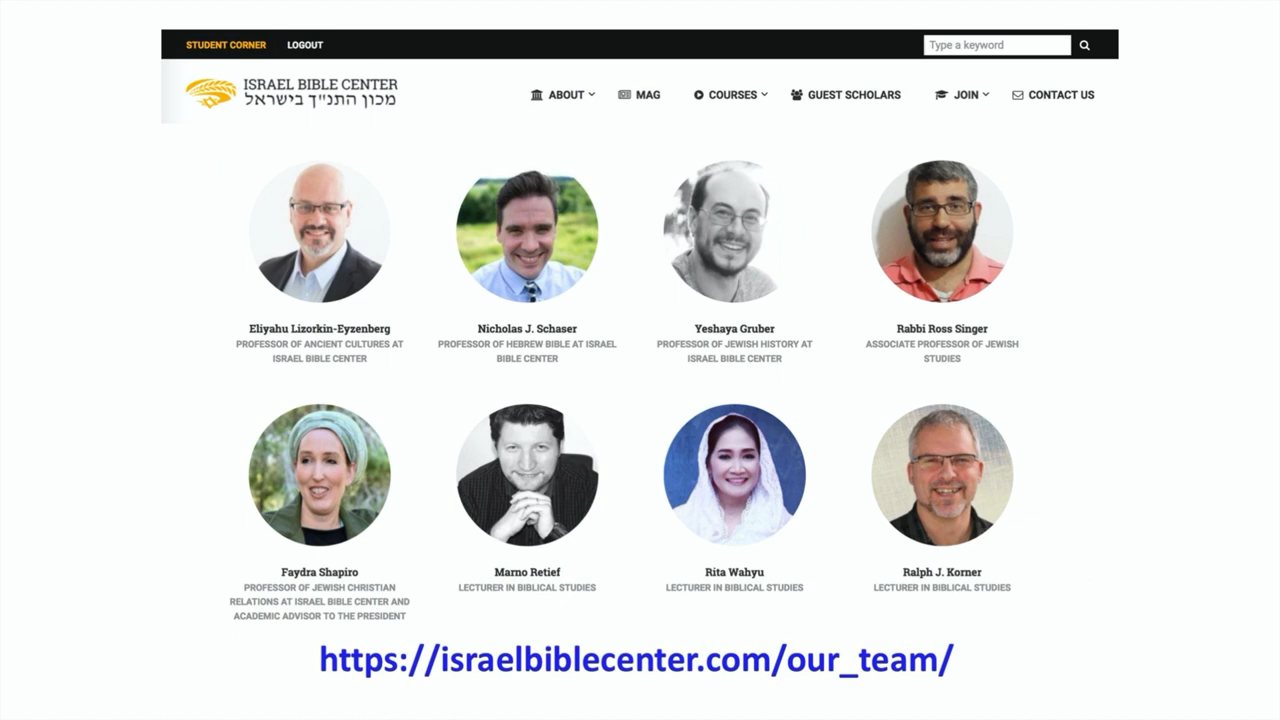 STUDENT CORNER LOGOUT Type a keyword
ISRAEL BIBLE CENTER
מכון התנ״ך בישראל
ABOUT MAG COURSES GUEST SCHOLARS JOIN CONTACT US
Eliyahu Lizorkin-Eyzenberg
PROFESSOR OF ANCIENT CULTURES AT
ISRAEL BIBLE CENTER
Nicholas J. Schaser
PROFESSOR OF HEBREW BIBLE AT ISRAEL
BIBLE CENTER
Yeshaya Gruber
PROFESSOR OF JEWISH HISTORY AT
ISRAEL BIBLE CENTER
Rabbi Ross Singer
ASSOCIATE PROFESSOR OF JEWISH
STUDIES
Faydra Shapiro
PROFESSOR OF JEWISH CHRISTIAN
RELATIONS AT ISRAEL BIBLE CENTER AND
ACADEMIC ADVISOR TO THE PRESIDENT
Marno Retief
LECTURER IN BIBLICAL STUDIES
Rita Wahyu
LECTURER IN BIBLICAL STUDIES
Ralph J. Korner
LECTURER IN BIBLICAL STUDIES
https://israelbiblecenter.com/our_team/